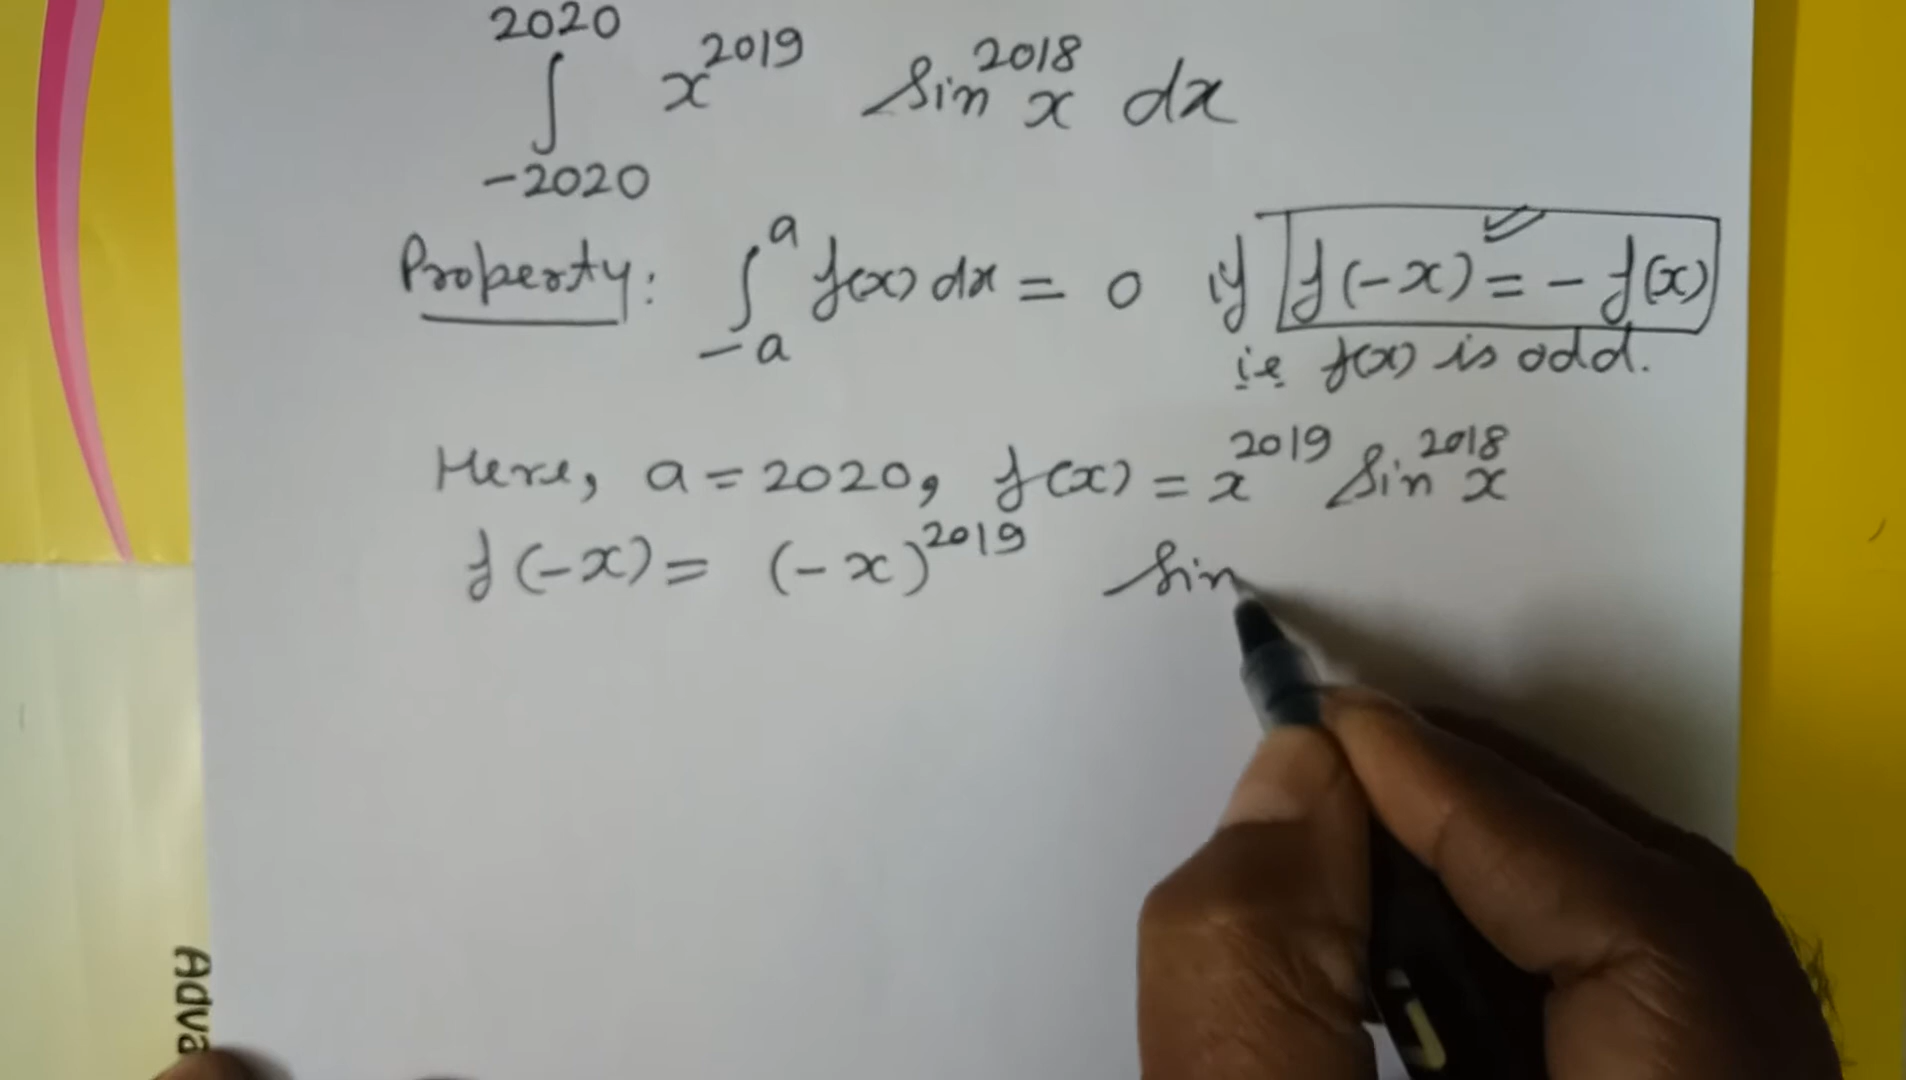 2020
∫ x^2019 sin^2018 x dx
-2020
Property: ∫_{-a}^{a} f(x) dx = 0 if f(-x) = - f(x)
i.e f(x) is odd.
Here, a = 2020, f(x) = x^2019 sin^2018 x
f(-x) = (-x)^2019 sin
Adva